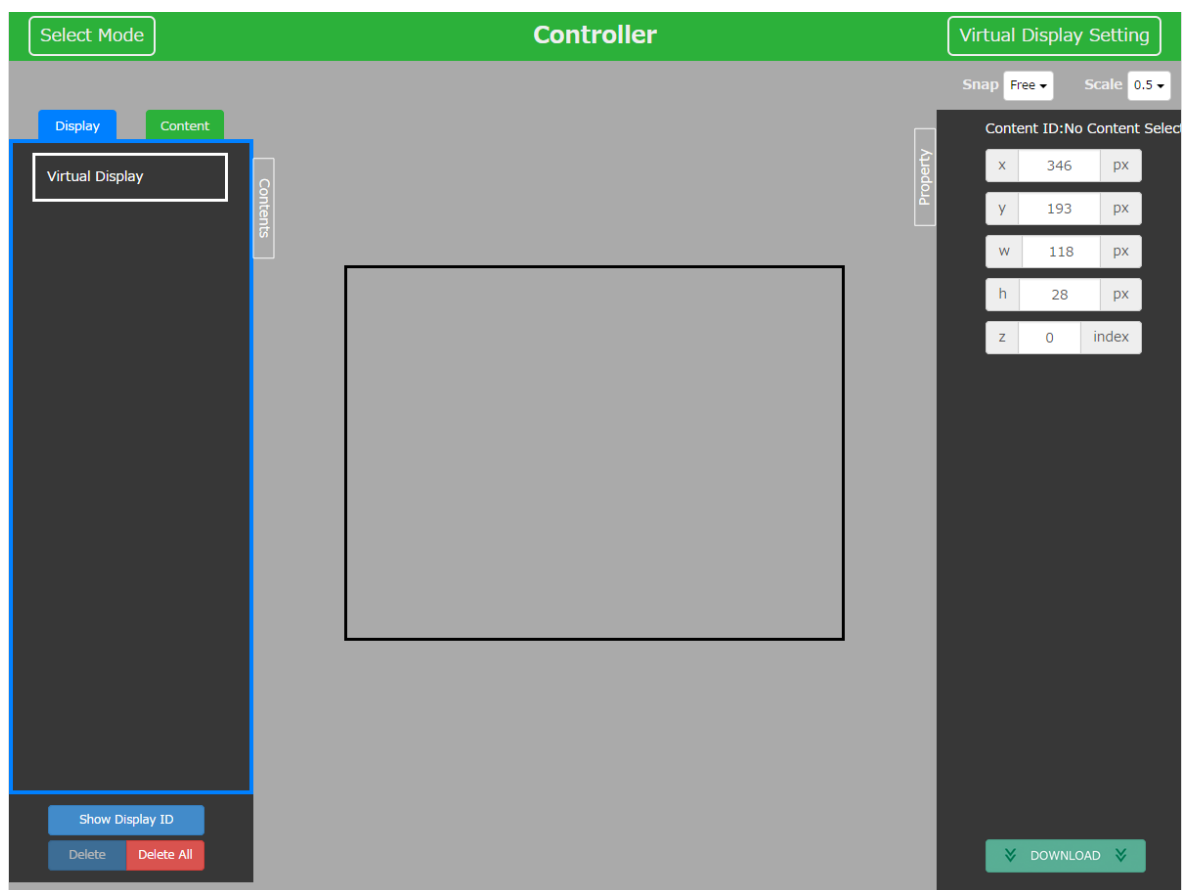 Select Mode
Controller
Virtual Display Setting
Snap Free
Scale 0.5
Display
Content
Virtual Display
Contents
Show Display ID
Delete
Delete All
Property
Content ID:No Content Selec
x 346 px
y 193 px
w 118 px
h 28 px
z 0 index
DOWNLOAD